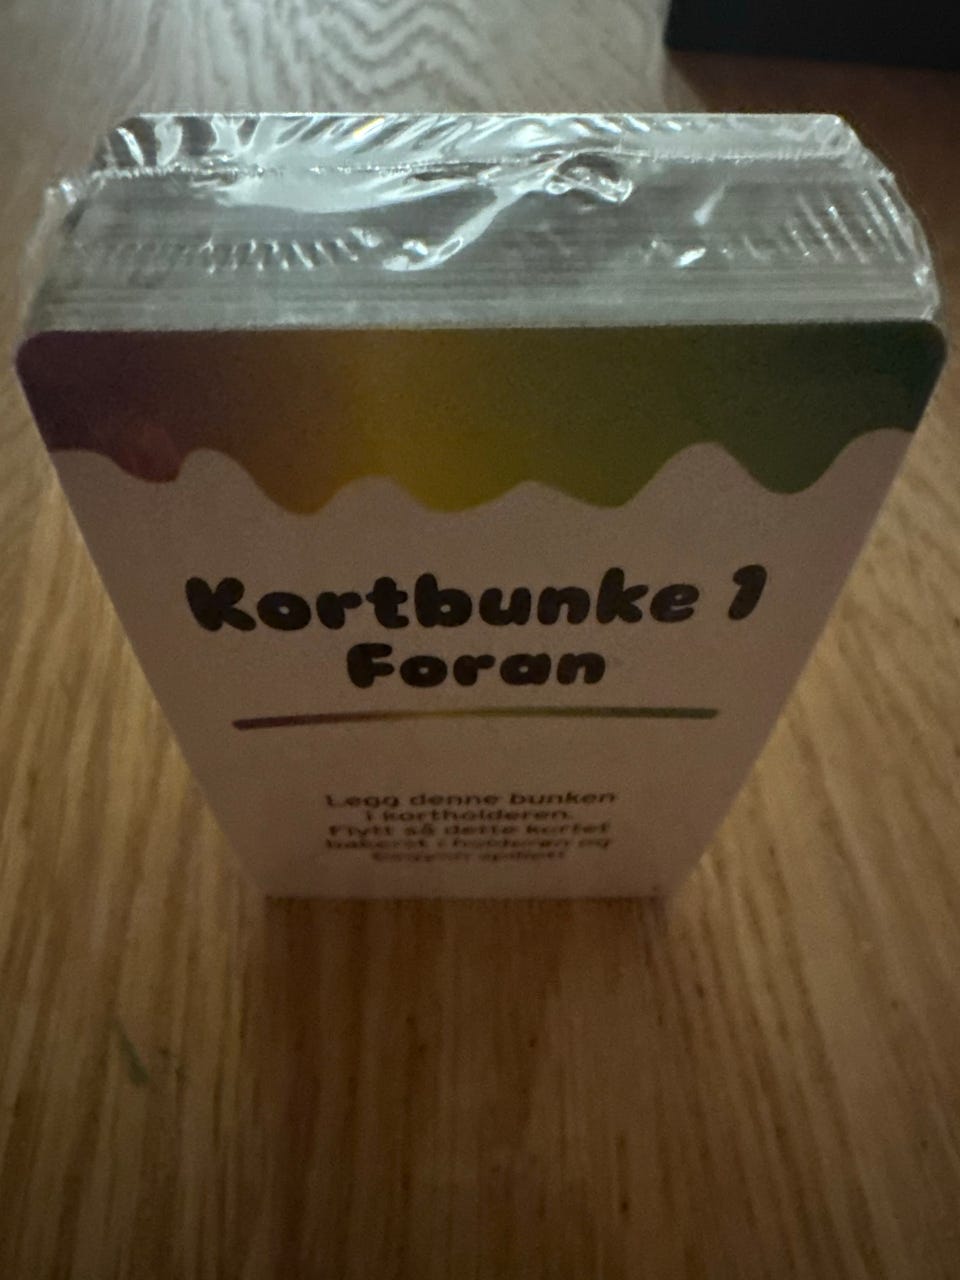 Kortbunke 1
Foran
Legg denne bunken
i kortholderen.
Flytt så dette kortet
bakerst i holderen og